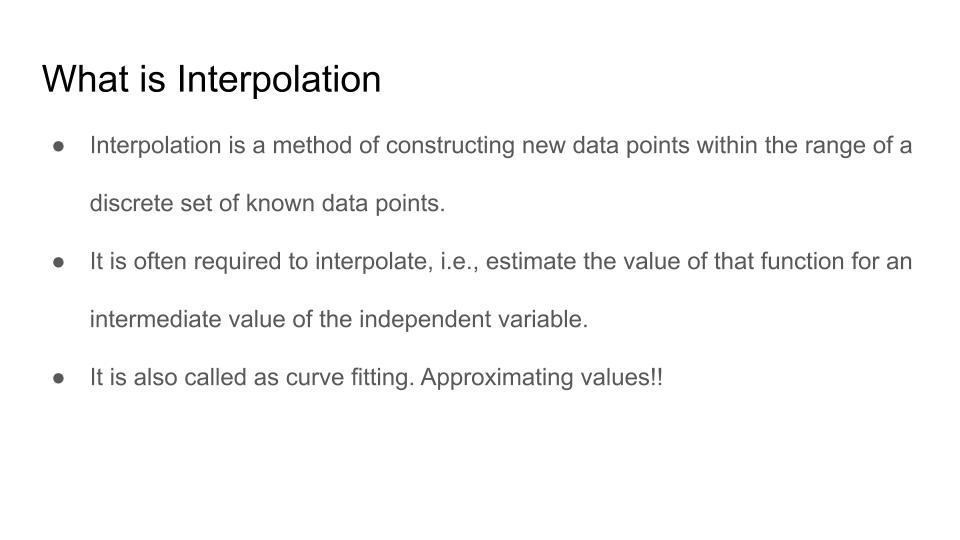 What is Interpolation
● Interpolation is a method of constructing new data points within the range of a
discrete set of known data points.
● It is often required to interpolate, i.e., estimate the value of that function for an
intermediate value of the independent variable.
● It is also called as curve fitting. Approximating values!!